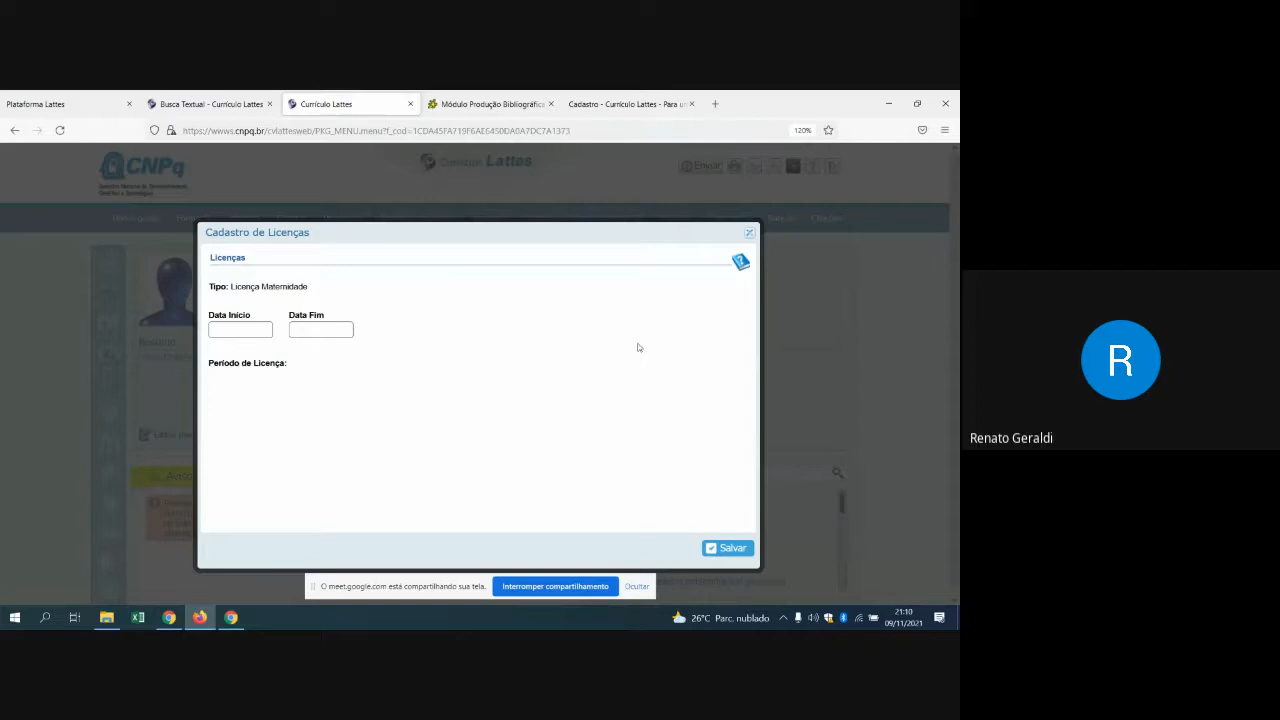 Plataforma Lattes
Busca Textual - Currículo Lattes
Currículo Lattes
Módulo Produção Bibliográfica
Cadastro - Currículo Lattes - Para un
https://wwws.cnpq.br/cvlattesweb/PKG_MENU.menu?f_cod=1CDA45FA719F6AE6450DA0A7DC7A1373
120%
CNPq
Currículo Lattes
Enviar
Cadastro de Licenças
Licenças
Tipo: Licença Maternidade
Data Início
Data Fim
Período de Licença:
Salvar
O meet.google.com está compartilhando sua tela.
Interromper compartilhamento
Ocultar
26°C Parc. nublado
21:10
09/11/2021
R
Renato Geraldi